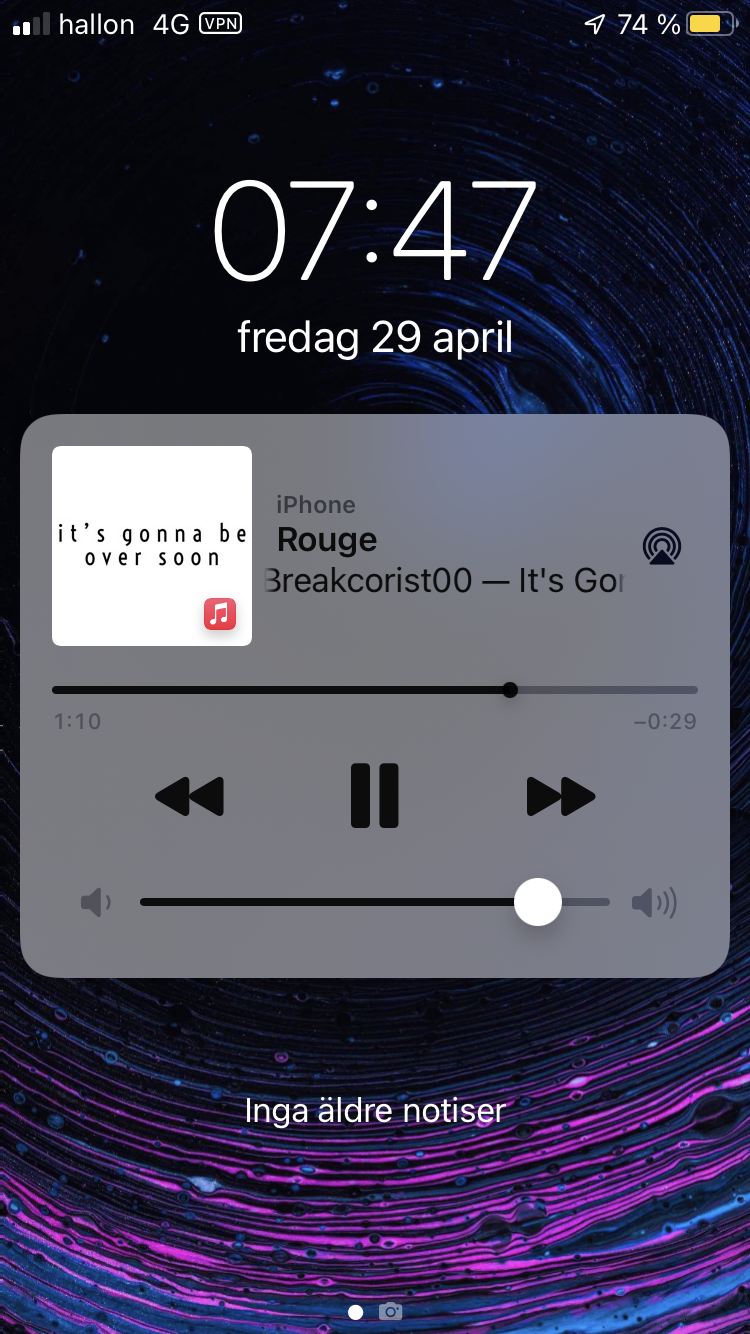 hallon 4G VPN 74 %
07:47
fredag 29 april
it's gonna be
over soon
iPhone
Rouge
Breakcorist00 — It's Gor
1:10 −0:29
Inga äldre notiser